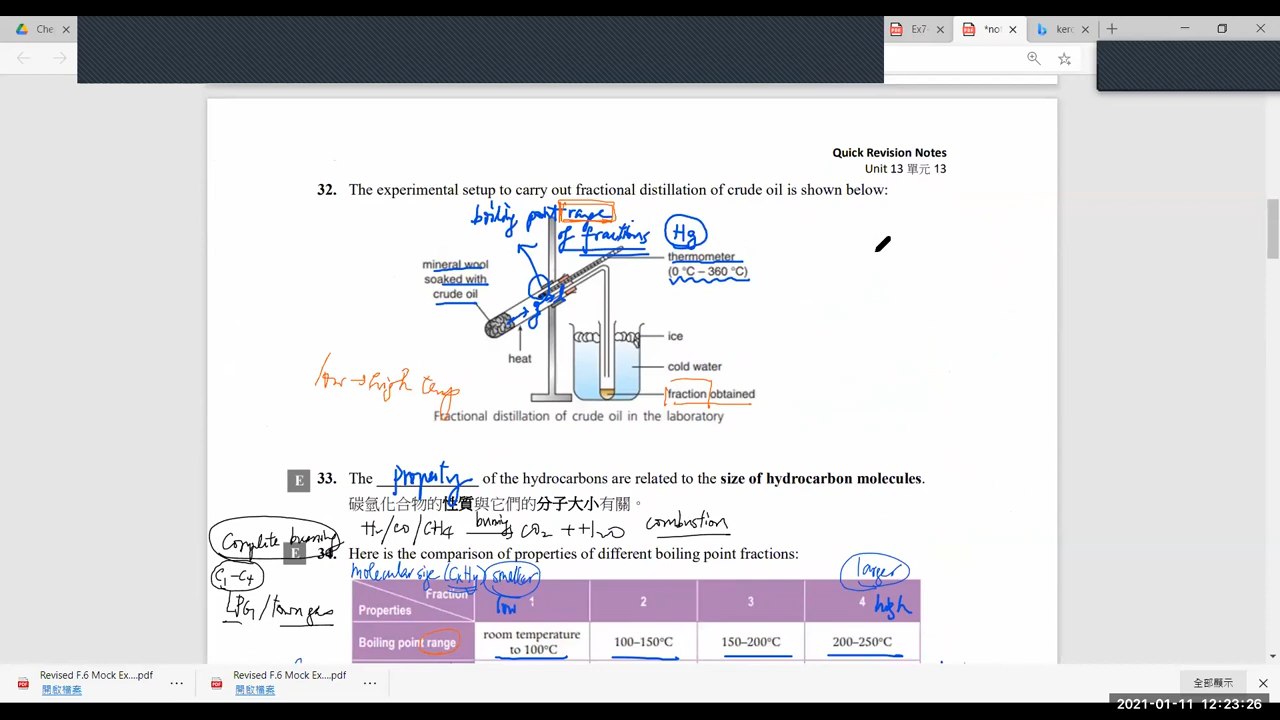 Che
Ex7-
*no
kerc
Quick Revision Notes
Unit 13 單元 13
32. The experimental setup to carry out fractional distillation of crude oil is shown below:
boiling point range
of fractions
Hg
thermometer
(0 °C – 360 °C)
mineral wool
soaked with
crude oil
gas
heat
ice
cold water
fraction obtained
low → high temp
Fractional distillation of crude oil in the laboratory
E 33. The property of the hydrocarbons are related to the size of hydrocarbon molecules.
碳氫化合物的性質與它們的分子大小有關。
H₂/CO/CH4 burning CO₂ + H₂O combustion
Complete burning
E 34. Here is the comparison of properties of different boiling point fractions:
C1-C4
molecular size (CxHy) smaller larger
LPG/town gas
Fraction
Properties
1 2 3 4
low high
Boiling point range
room temperature
to 100°C
100–150°C 150–200°C 200–250°C
Revised F.6 Mock Ex....pdf
開啟檔案
Revised F.6 Mock Ex....pdf
開啟檔案
全部顯示
2021-01-11 12:23:26